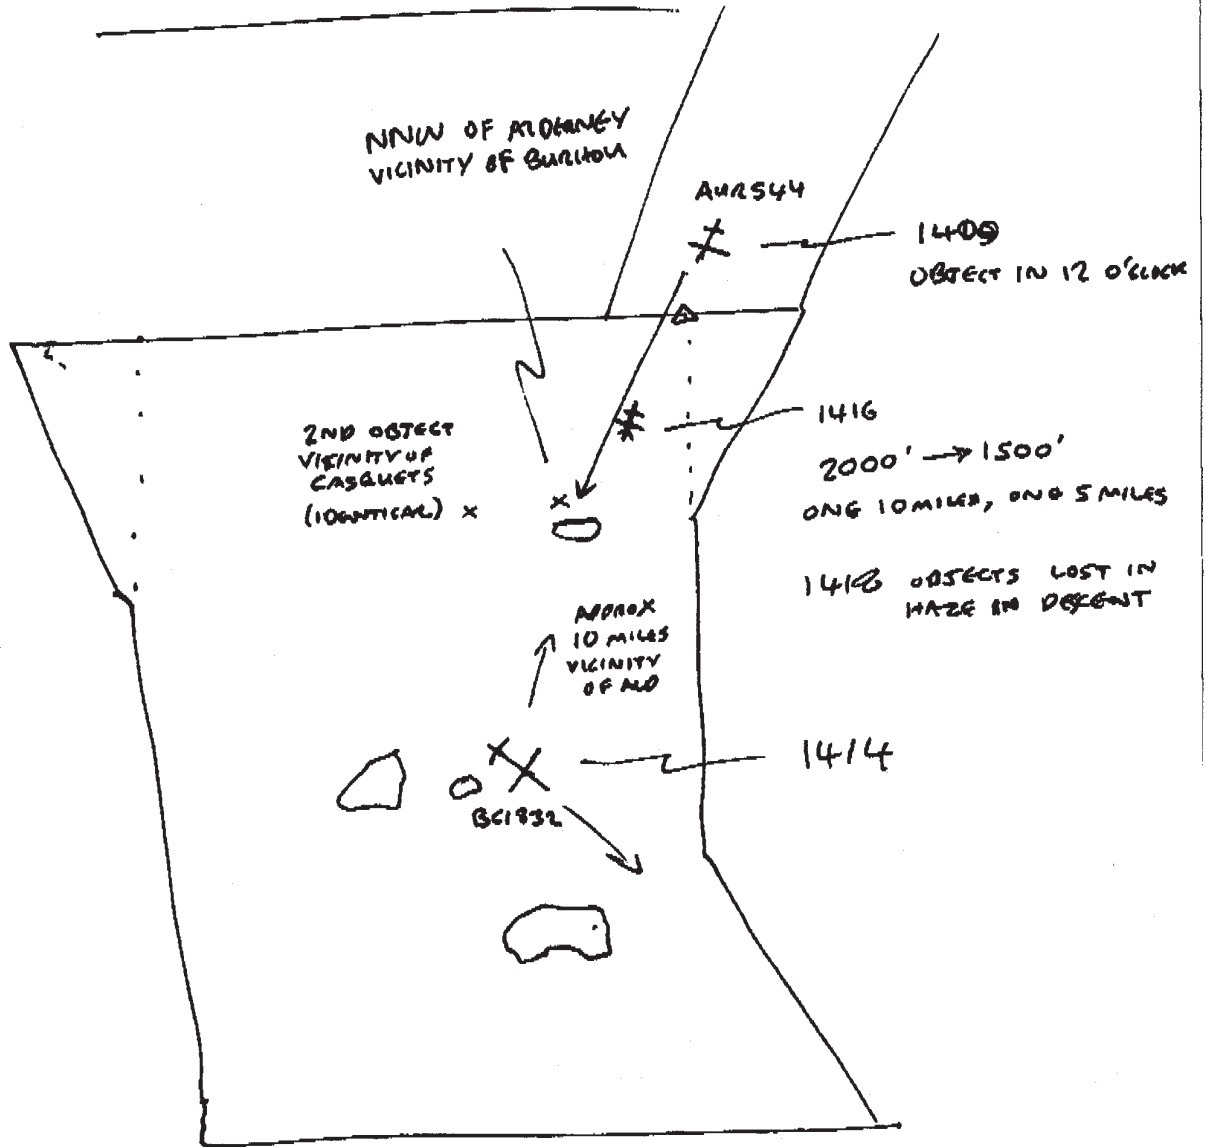 NNW OF ALDERNEY
VICINITY OF BURHOU
AUR544
OBJECT IN 12 O'CLOCK
2ND OBJECT
VICINITY OF
CASQUETS
(IDENTICAL) X
1416
2000' → 1500'
ONE 10 MILES, ONE 5 MILES
1418 OBJECTS LOST IN
HAZE IN DESCENT
APPROX
10 MILES
VICINITY
OF ALD
1414
BCI832